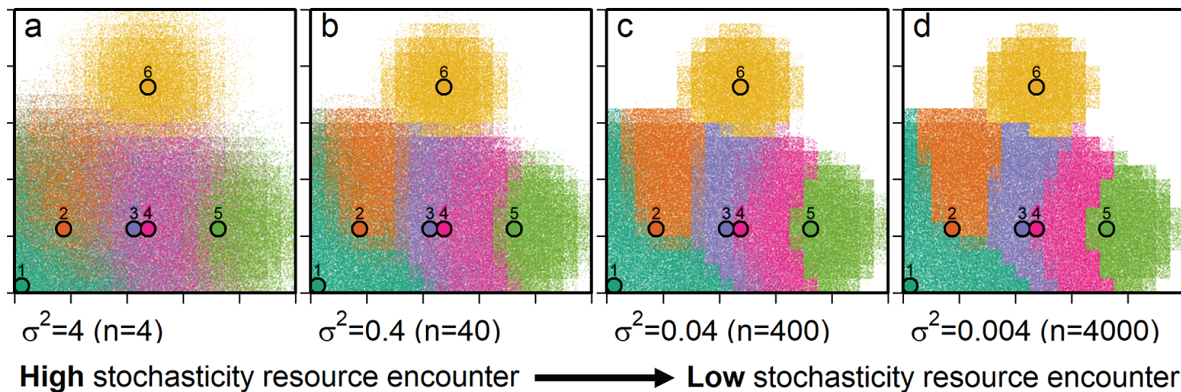 a b c d
6 6 6 6
2 3 4 5 2 3 4 5 2 3 4 5 2 3 4 5
1 1 1 1
σ²=4 (n=4) σ²=0.4 (n=40) σ²=0.04 (n=400) σ²=0.004 (n=4000)
High stochasticity resource encounter Low stochasticity resource encounter